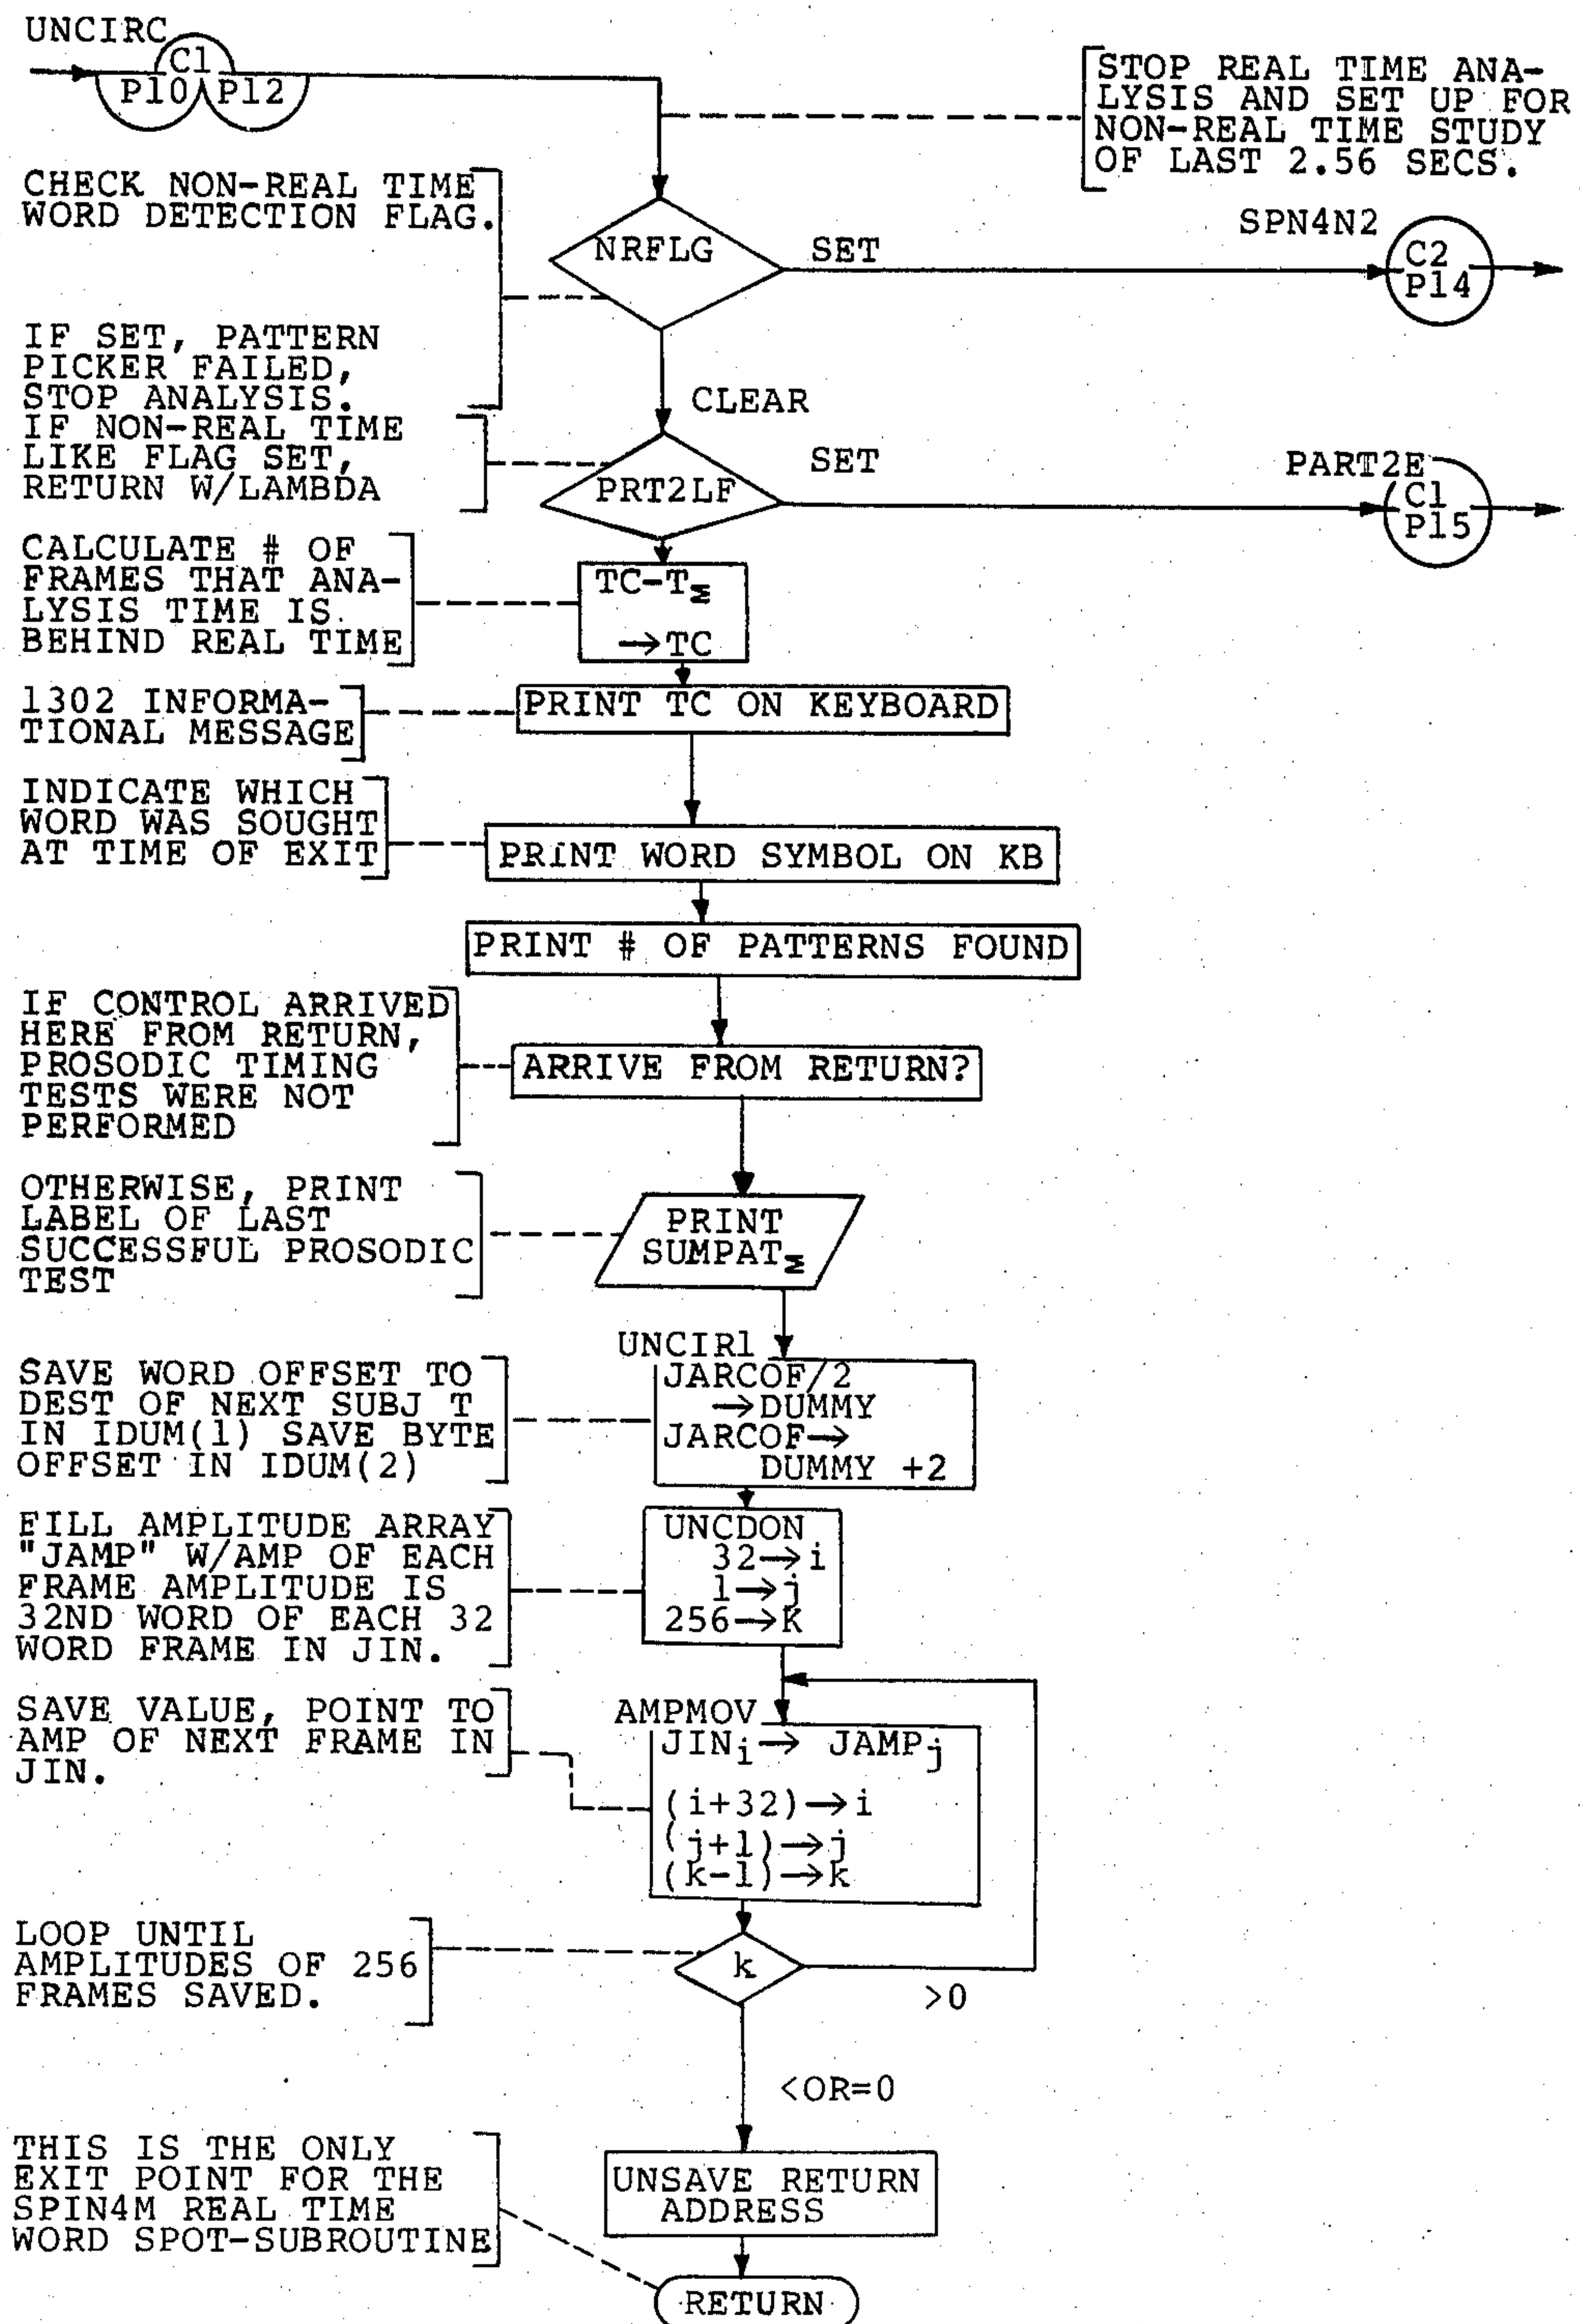 UNCIRC
C1
P10 P12
STOP REAL TIME ANA-
LYSIS AND SET UP FOR
NON-REAL TIME STUDY
OF LAST 2.56 SECS.
CHECK NON-REAL TIME
WORD DETECTION FLAG.
NRFLG
SET
SPN4N2
C2
P14
IF SET, PATTERN
PICKER FAILED,
STOP ANALYSIS.
CLEAR
IF NON-REAL TIME
LIKE FLAG SET,
RETURN W/LAMBDA
PRT2LF
SET
PART2E
C1
P15
CALCULATE # OF
FRAMES THAT ANA-
LYSIS TIME IS
BEHIND REAL TIME
TC-TΣ
→TC
1302 INFORMA-
TIONAL MESSAGE
PRINT TC ON KEYBOARD
INDICATE WHICH
WORD WAS SOUGHT
AT TIME OF EXIT
PRINT WORD SYMBOL ON KB
PRINT # OF PATTERNS FOUND
IF CONTROL ARRIVED
HERE FROM RETURN,
PROSODIC TIMING
TESTS WERE NOT
PERFORMED
ARRIVE FROM RETURN?
OTHERWISE, PRINT
LABEL OF LAST
SUCCESSFUL PROSODIC
TEST
PRINT
SUMPATΣ
UNCIR1
SAVE WORD OFFSET TO
DEST OF NEXT SUBJ T
IN IDUM(1) SAVE BYTE
OFFSET IN IDUM(2)
JARCOF/2
→DUMMY
JARCOF→
DUMMY +2
FILL AMPLITUDE ARRAY
"JAMP" W/AMP OF EACH
FRAME AMPLITUDE IS
32ND WORD OF EACH 32
WORD FRAME IN JIN.
UNCDON
32→i
1→j
256→K
SAVE VALUE, POINT TO
AMP OF NEXT FRAME IN
JIN.
AMPMOV
JINi→ JAMPj
(i+32)→i
(j+1)→j
(k-1)→k
LOOP UNTIL
AMPLITUDES OF 256
FRAMES SAVED.
k
>0
<OR=0
THIS IS THE ONLY
EXIT POINT FOR THE
SPIN4M REAL TIME
WORD SPOT-SUBROUTINE
UNSAVE RETURN
ADDRESS
RETURN